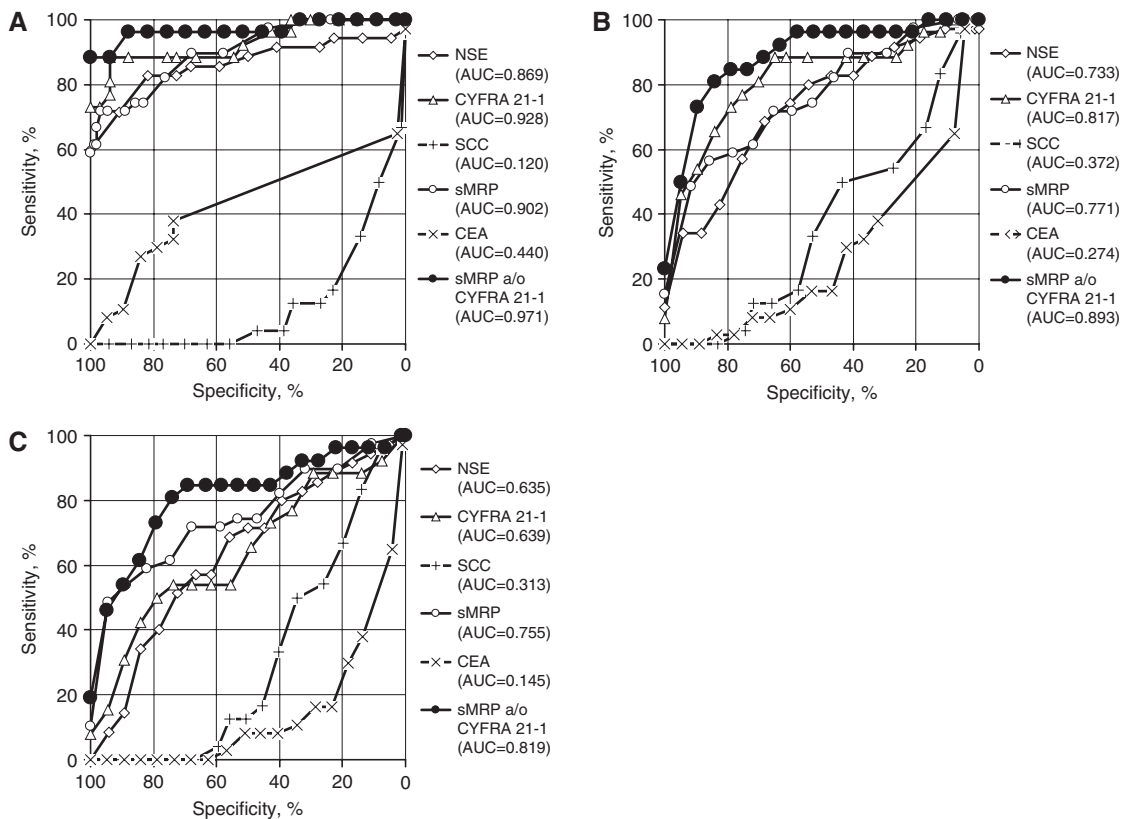 A
Sensitivity, %
100
80
60
40
20
0
100 80 60 40 20 0
Specificity, %
NSE
(AUC=0.869)
CYFRA 21-1
(AUC=0.928)
SCC
(AUC=0.120)
sMRP
(AUC=0.902)
CEA
(AUC=0.440)
sMRP a/o
CYFRA 21-1
(AUC=0.971)
B
Sensitivity, %
100
80
60
40
20
0
100 80 60 40 20 0
Specificity, %
NSE
(AUC=0.733)
CYFRA 21-1
(AUC=0.817)
SCC
(AUC=0.372)
sMRP
(AUC=0.771)
CEA
(AUC=0.274)
sMRP a/o
CYFRA 21-1
(AUC=0.893)
C
Sensitivity, %
100
80
60
40
20
0
100 80 60 40 20 0
Specificity, %
NSE
(AUC=0.635)
CYFRA 21-1
(AUC=0.639)
SCC
(AUC=0.313)
sMRP
(AUC=0.755)
CEA
(AUC=0.145)
sMRP a/o
CYFRA 21-1
(AUC=0.819)